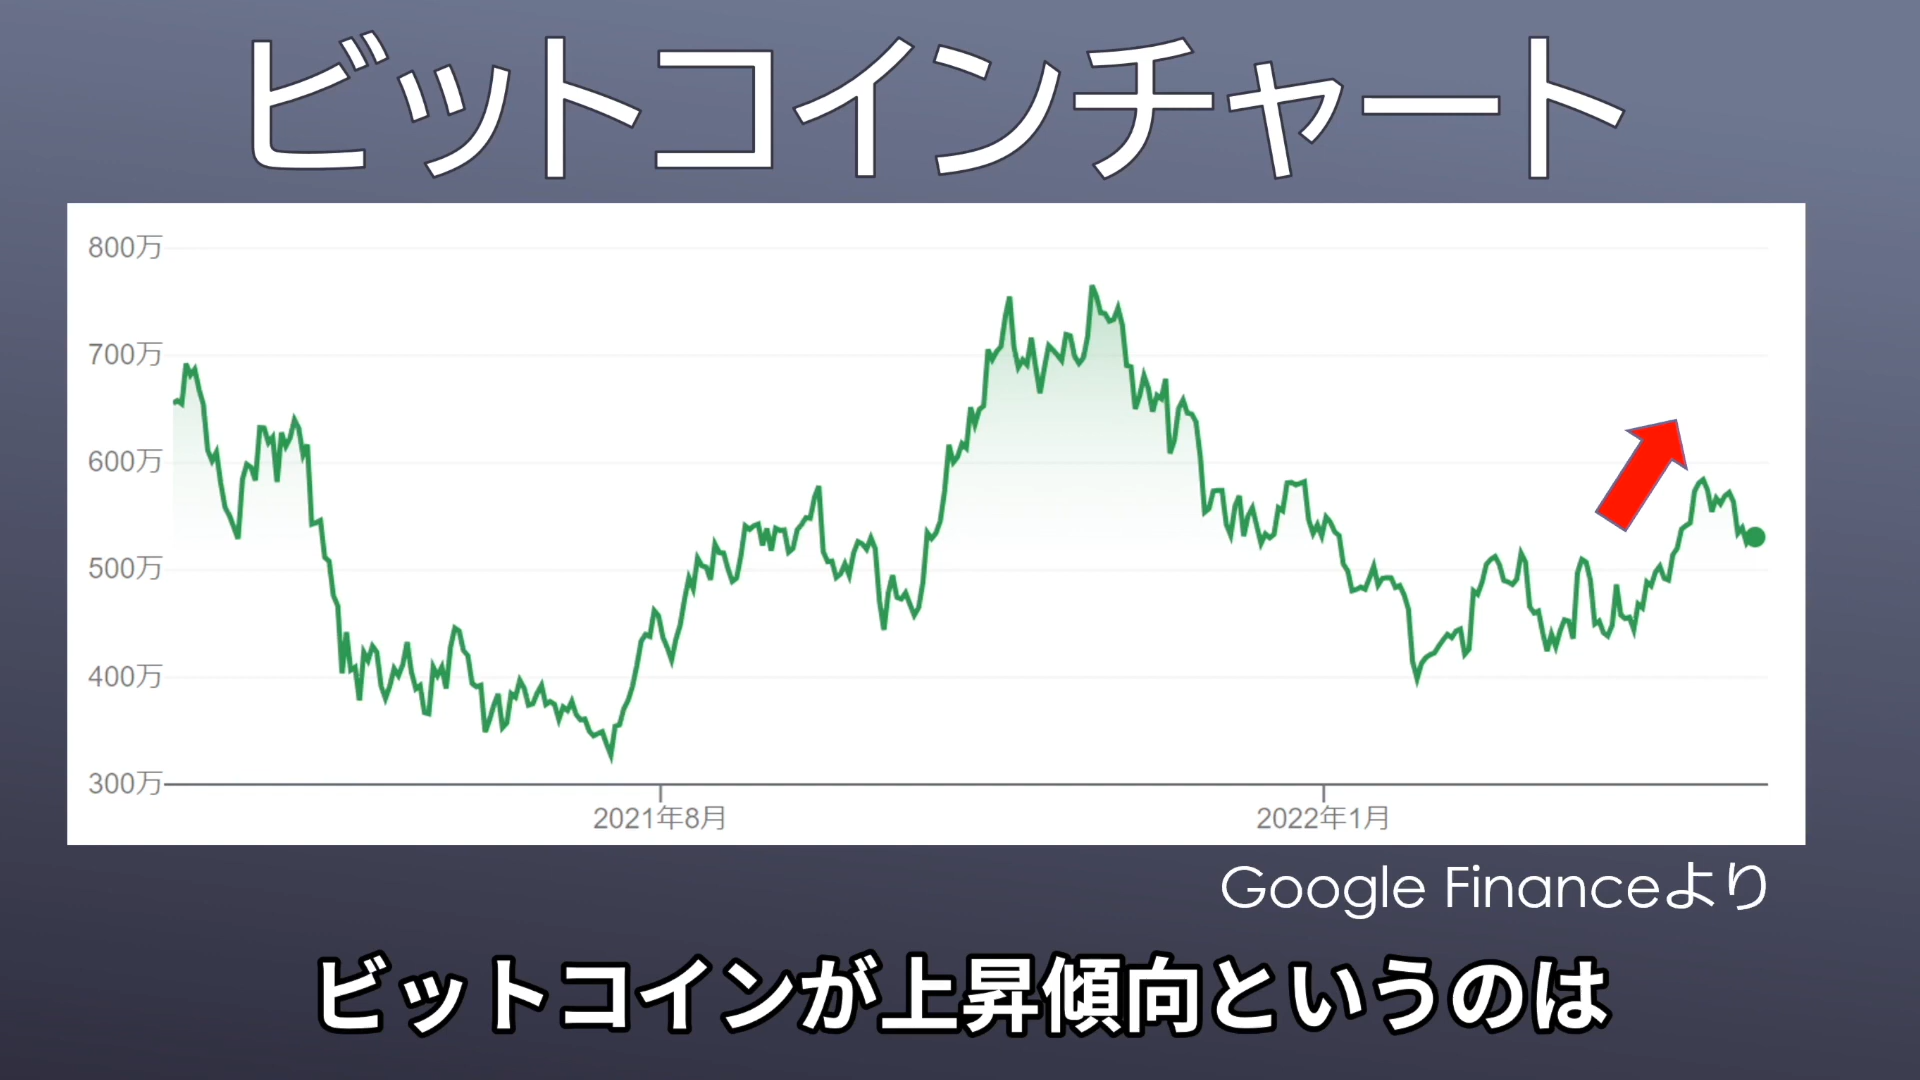 ビットコインチャート
800万
700万
600万
500万
400万
300万
2021年8月
2022年1月
Google Financeより
ビットコインが上昇傾向というのは